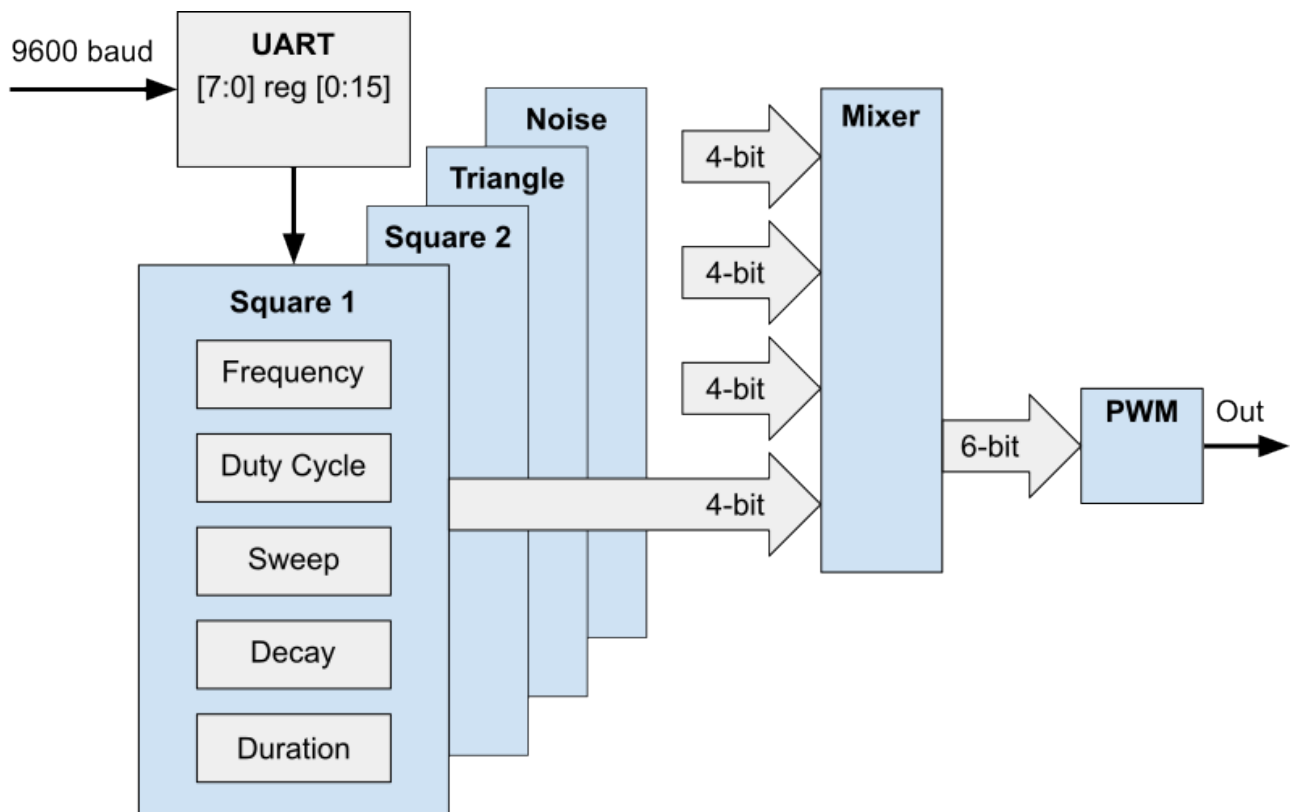 9600 baud
UART
[7:0] reg [0:15]
Noise
Triangle
Square 2
Square 1
Frequency
Duty Cycle
Sweep
Decay
Duration
4-bit
4-bit
4-bit
4-bit
Mixer
6-bit
PWM
Out